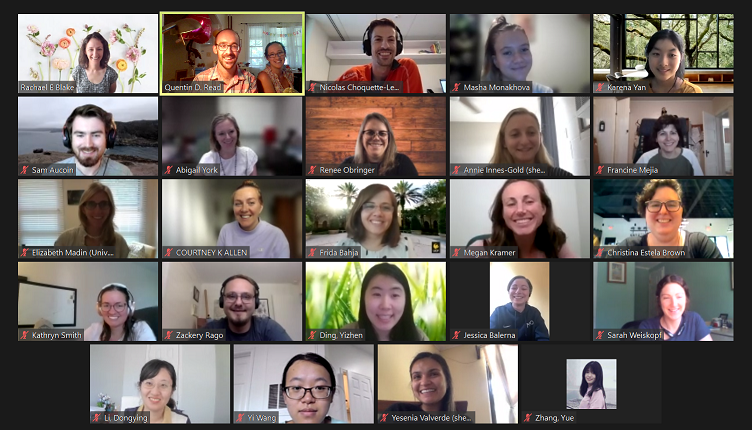 Rachael E Blake
Quentin D. Read
Nicolas Choquette-Le...
Masha Monakhova
Karena Yan
Sam Aucoin
Abigail York
Renee Obringer
Annie Innes-Gold (she...
Francine Mejia
Elizabeth Madin (Univ...
COURTNEY K ALLEN
Frida Bahja
Megan Kramer
Christina Estela Brown
Kathryn Smith
Zackery Rago
Ding, Yizhen
Jessica Balerna
Sarah Weiskopf
Li, Dongying
Yi Wang
Yesenia Valverde (she...
Zhang, Yue